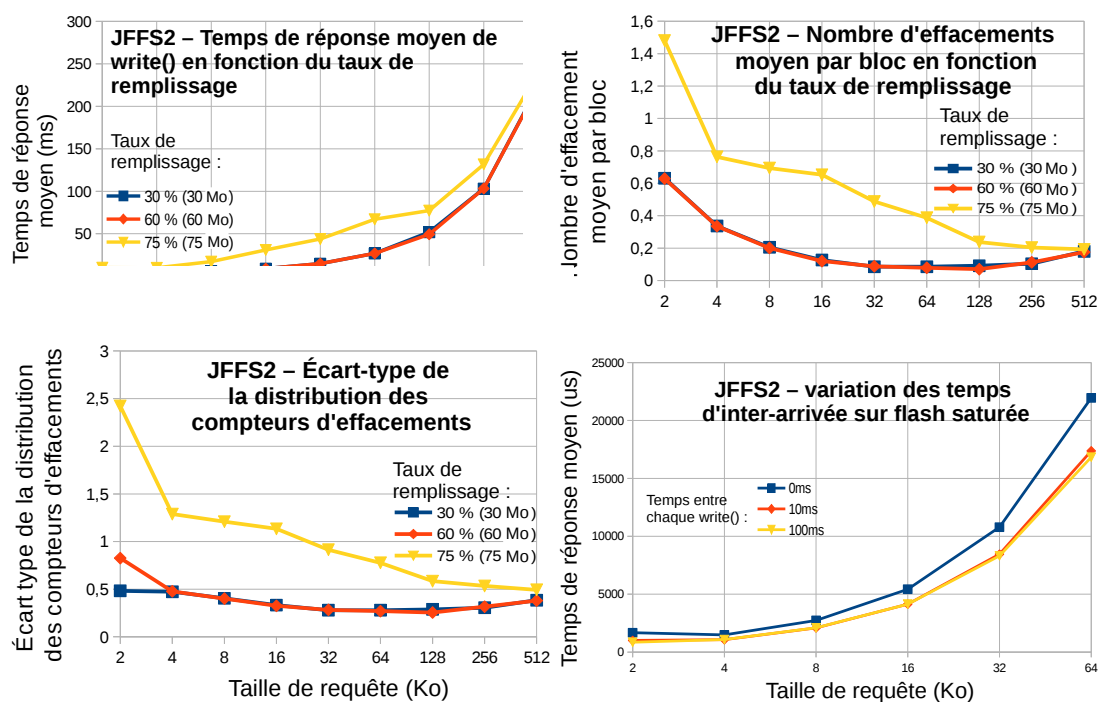 300
250
200
150
100
50
JFFS2 – Temps de réponse moyen de
write() en fonction du taux de
remplissage
Temps de réponse
moyen (ms)
Taux de
remplissage :
30 % (30 Mo)
60 % (60 Mo)
75 % (75 Mo)
1,6
1,4
1,2
1
0,8
0,6
0,4
0,2
0
JFFS2 – Nombre d'effacements
moyen par bloc en fonction
du taux de remplissage
ombre d'effacement
moyen par bloc
Taux de
remplissage :
30 % (30 Mo)
60 % (60 Mo)
75 % (75 Mo)
2 4 8 16 32 64 128 256 512
3
2,5
2
1,5
1
0,5
0
JFFS2 – Écart-type de
la distribution des
compteurs d'effacements
Écart type de la distribution
des compteurs d'effacements
Taux de
remplissage :
30 % (30 Mo)
60 % (60 Mo)
75 % (75 Mo)
2 4 8 16 32 64 128 256 512
Taille de requête (Ko)
25000
20000
15000
10000
5000
0
JFFS2 – variation des temps
d'inter-arrivée sur flash saturée
Temps de réponse moyen (us)
Temps entre
chaque write() :
0ms
10ms
100ms
2 4 8 16 32 64
Taille de requête (Ko)